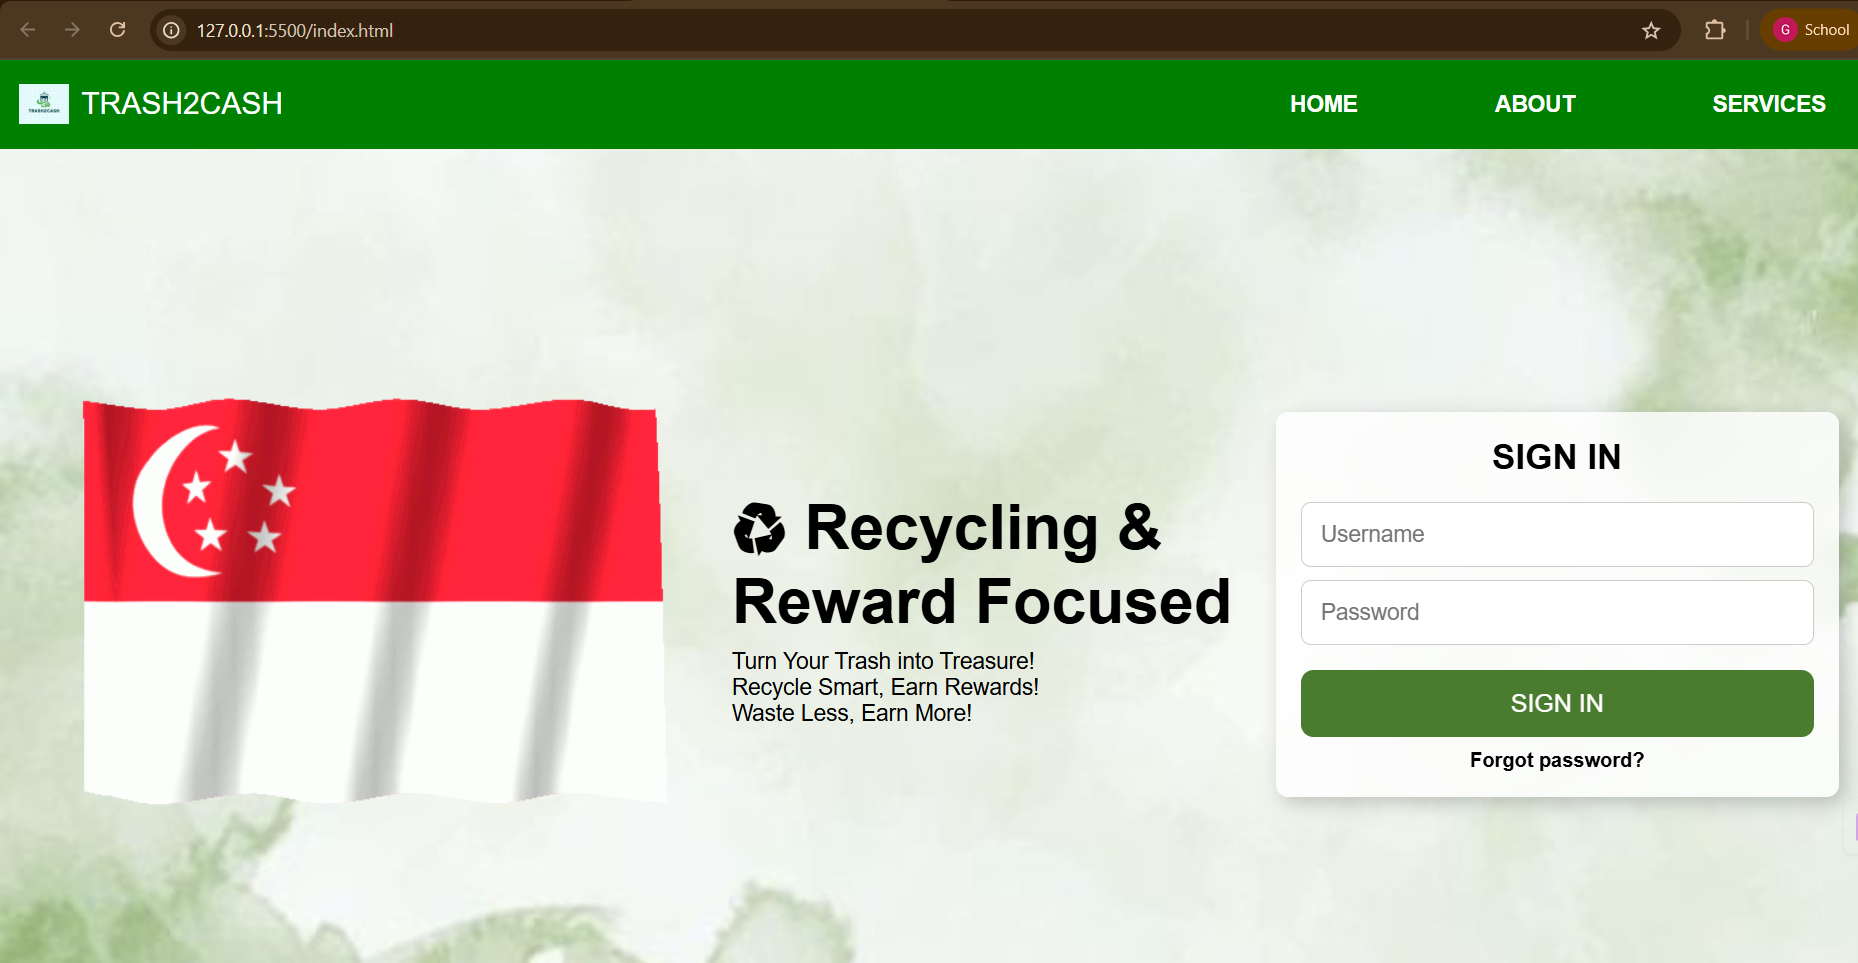 127.0.0.1:5500/index.html
G School
TRASH2CASH
TRASH2CASH
HOME
ABOUT
SERVICES
Recycling &
Reward Focused
Turn Your Trash into Treasure!
Recycle Smart, Earn Rewards!
Waste Less, Earn More!
SIGN IN
Username
Password
SIGN IN
Forgot password?